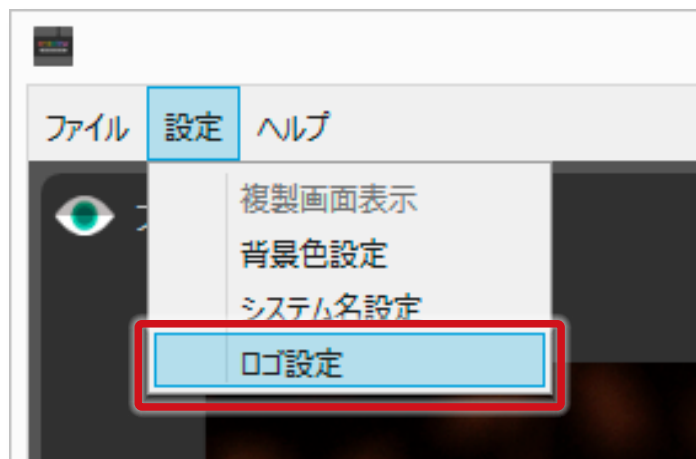 ファイル 設定 ヘルプ
複製画面表示
背景色設定
システム名設定
ロゴ設定